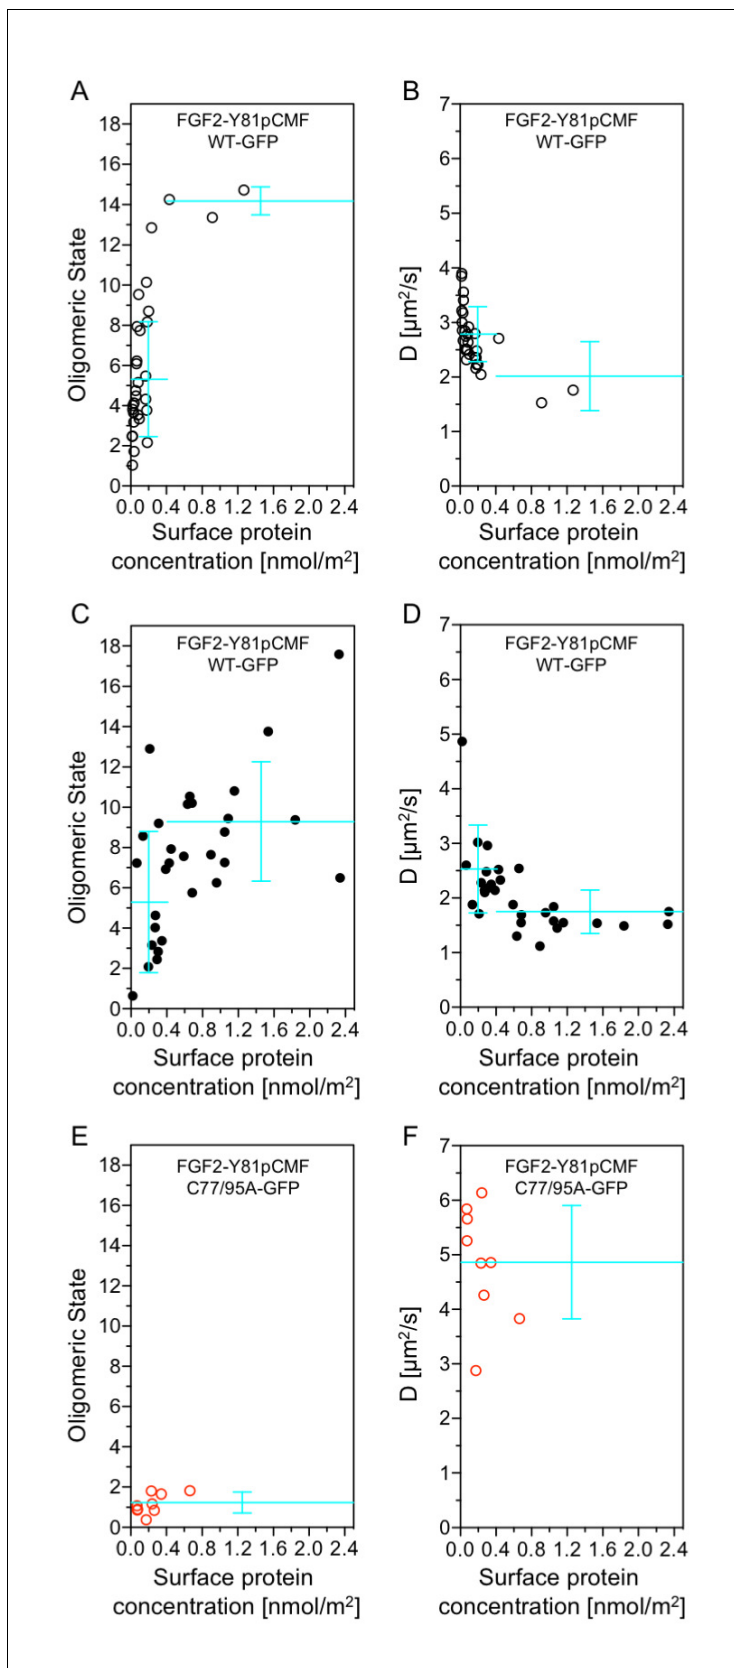 A
FGF2-Y81pCMF
WT-GFP
Oligomeric State
18
16
14
12
10
8
6
4
2
0
0.0 0.4 0.8 1.2 1.6 2.0 2.4
Surface protein
concentration [nmol/m²]
B
FGF2-Y81pCMF
WT-GFP
D [µm²/s]
7
6
5
4
3
2
1
0
0.0 0.4 0.8 1.2 1.6 2.0 2.4
Surface protein
concentration [nmol/m²]
C
FGF2-Y81pCMF
WT-GFP
Oligomeric State
18
16
14
12
10
8
6
4
2
0
0.0 0.4 0.8 1.2 1.6 2.0 2.4
Surface protein
concentration [nmol/m²]
D
FGF2-Y81pCMF
WT-GFP
D [µm²/s]
7
6
5
4
3
2
1
0
0.0 0.4 0.8 1.2 1.6 2.0 2.4
Surface protein
concentration [nmol/m²]
E
FGF2-Y81pCMF
C77/95A-GFP
Oligomeric State
18
16
14
12
10
8
6
4
2
0
0.0 0.4 0.8 1.2 1.6 2.0 2.4
Surface protein
concentration [nmol/m²]
F
FGF2-Y81pCMF
C77/95A-GFP
D [µm²/s]
7
6
5
4
3
2
1
0
0.0 0.4 0.8 1.2 1.6 2.0 2.4
Surface protein
concentration [nmol/m²]